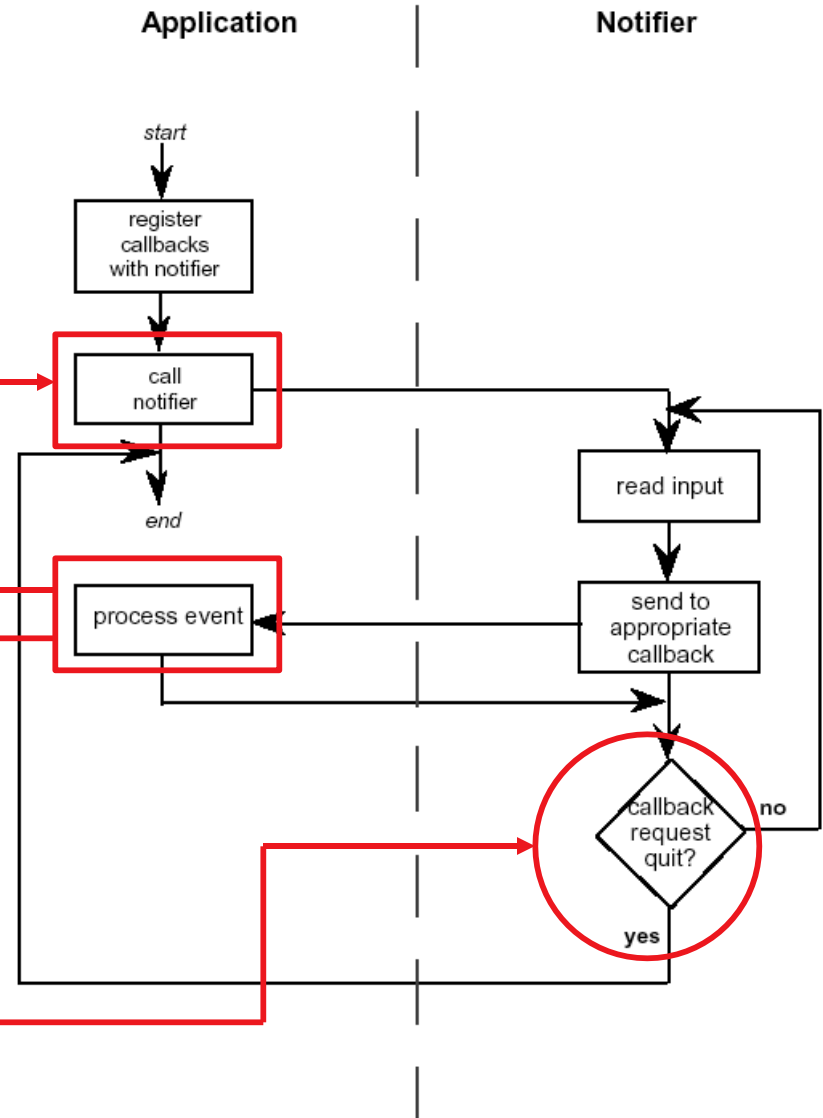 Application
Notifier
start
register
callbacks
with notifier
call
notifier
read input
end
send to
appropriate
callback
process event
callback
request
quit?
no
yes